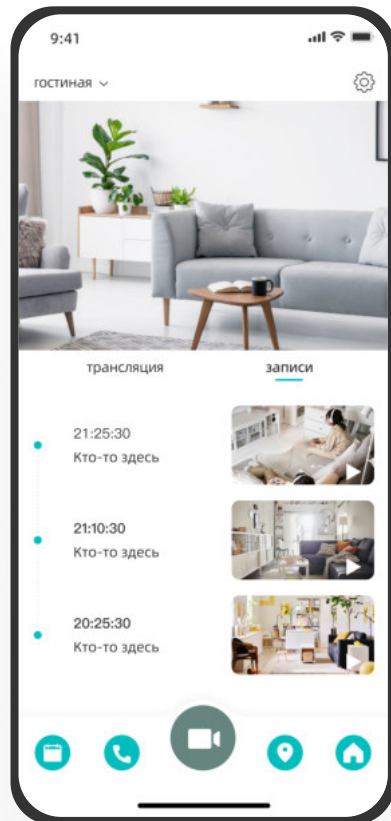 9:41
гостиная
трансляция
записи
21:25:30
Кто-то здесь
21:10:30
Кто-то здесь
20:25:30
Кто-то здесь